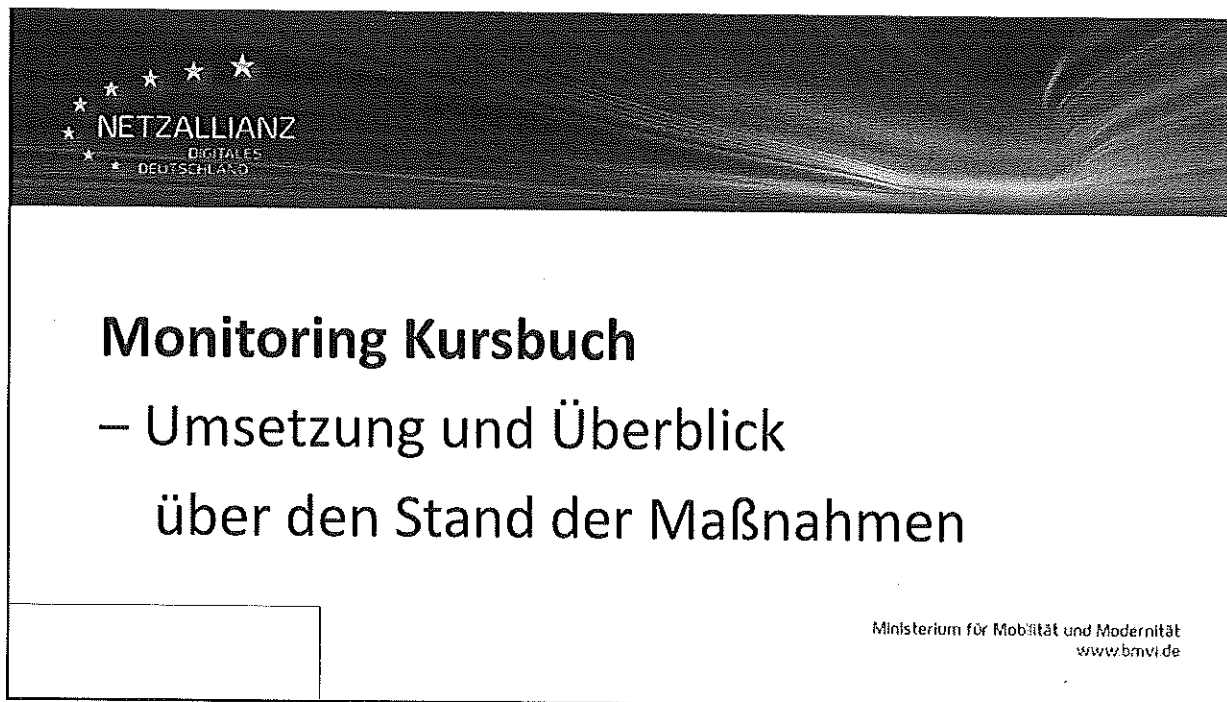 NETZALLIANZ
DIGITALES
DEUTSCHLAND
Monitoring Kursbuch
– Umsetzung und Überblick
über den Stand der Maßnahmen
Ministerium für Mobilität und Modernität
www.bmvi.de